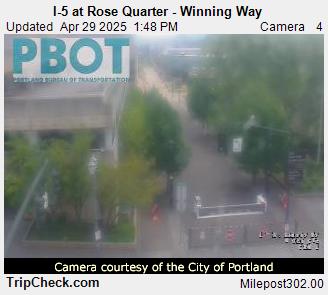 I-5 at Rose Quarter - Winning Way
Updated Apr 29 2025 1:48 PM Camera 4
PBOT
PORTLAND BUREAU OF TRANSPORTATION
Camera courtesy of the City of Portland
TripCheck.com Milepost302.00